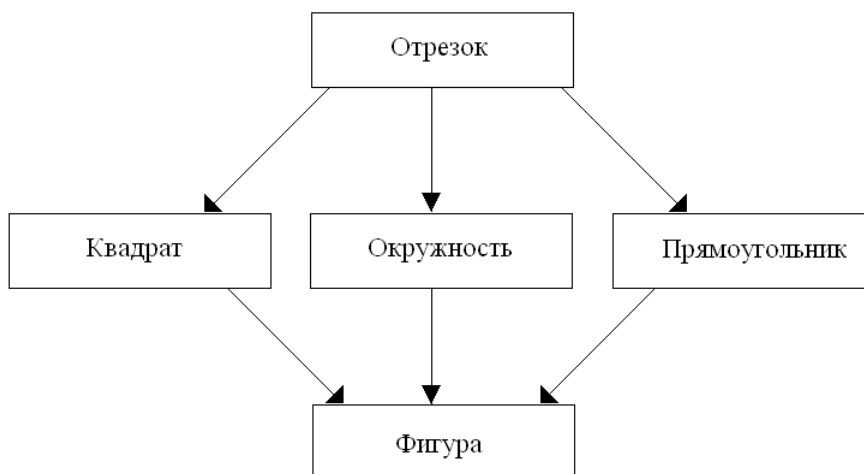 Отрезок
Квадрат
Окружность
Прямоугольник
Фигура